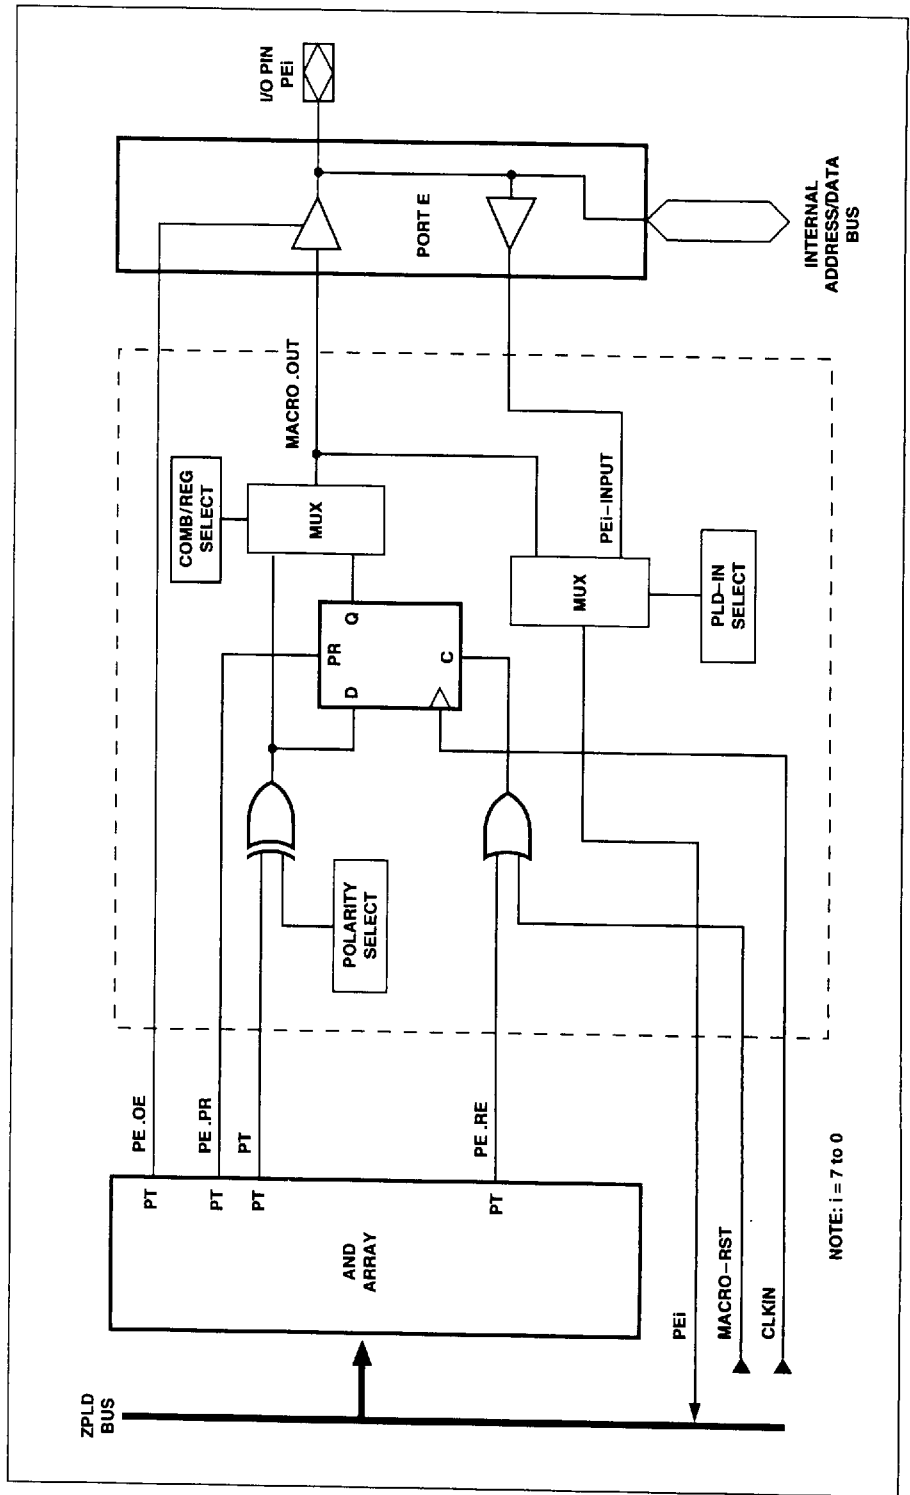 ZPLD
BUS
AND
ARRAY
PT
PT
PT
PT
PE.OE
PE.PR
PT
PE.RE
PEi
MACRO–RST
CLKIN
POLARITY
SELECT
D
PR
Q
C
COMB/REG
SELECT
MUX
MACRO.OUT
MUX
PEi–INPUT
PLD–IN
SELECT
PORT E
I/O PIN
PEi
INTERNAL
ADDRESS/DATA
BUS
NOTE: i = 7 to 0